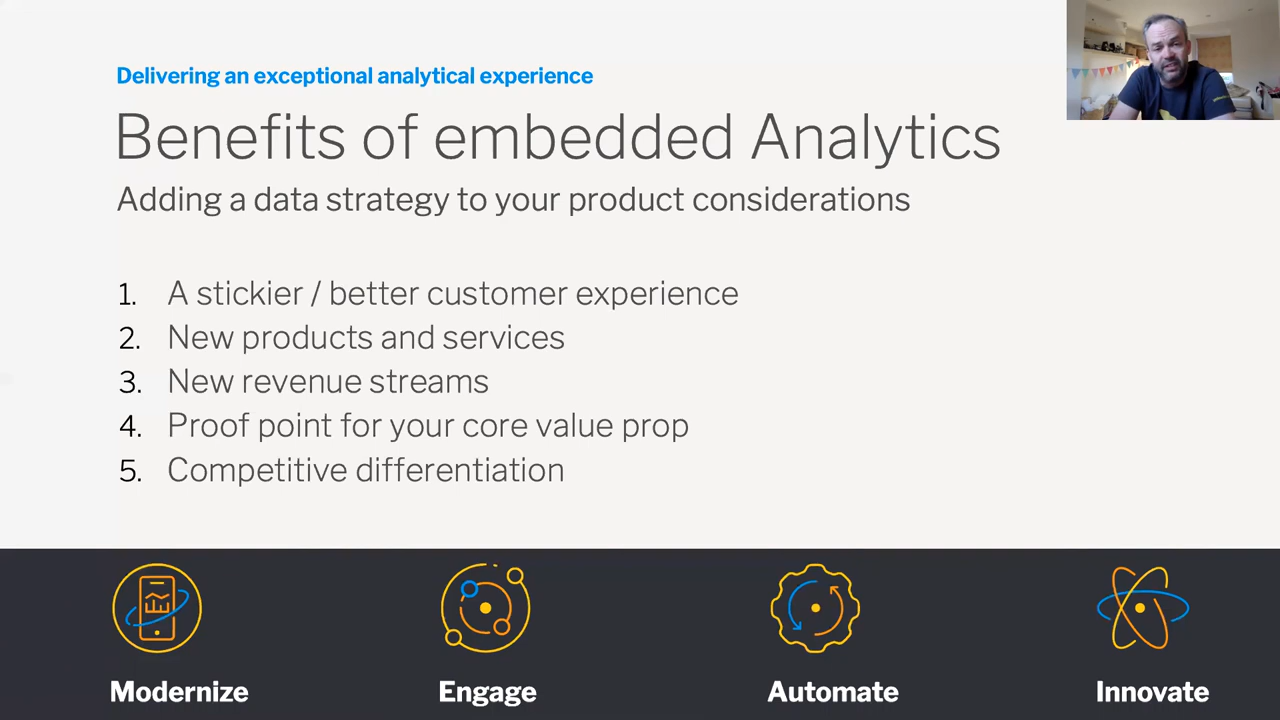 Delivering an exceptional analytical experience
Benefits of embedded Analytics
Adding a data strategy to your product considerations
1. A stickier / better customer experience
2. New products and services
3. New revenue streams
4. Proof point for your core value prop
5. Competitive differentiation
Modernize
Engage
Automate
Innovate